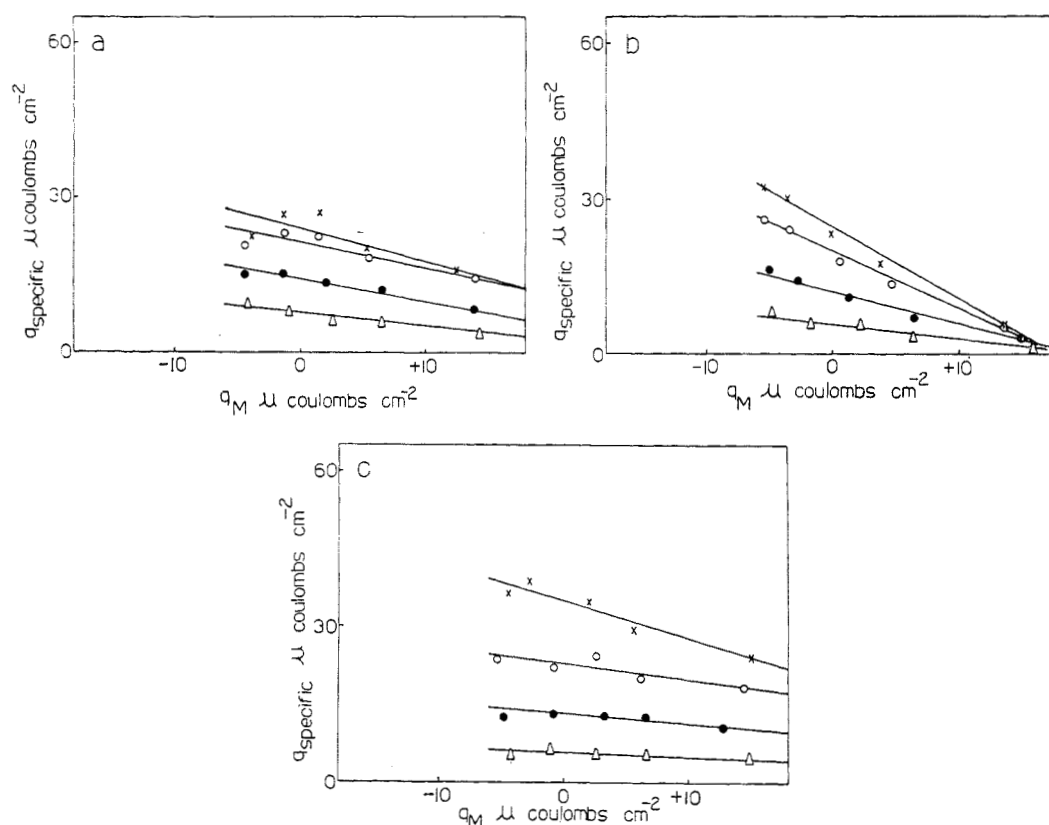 a
60
30
0
-10 0 +10
q_M μ coulombs cm⁻²
q_specific μ coulombs cm⁻²
b
60
30
0
-10 0 +10
q_M μ coulombs cm⁻²
q_specific μ coulombs cm⁻²
c
60
30
0
-10 0 +10
q_M μ coulombs cm⁻²
q_specific μ coulombs cm⁻²